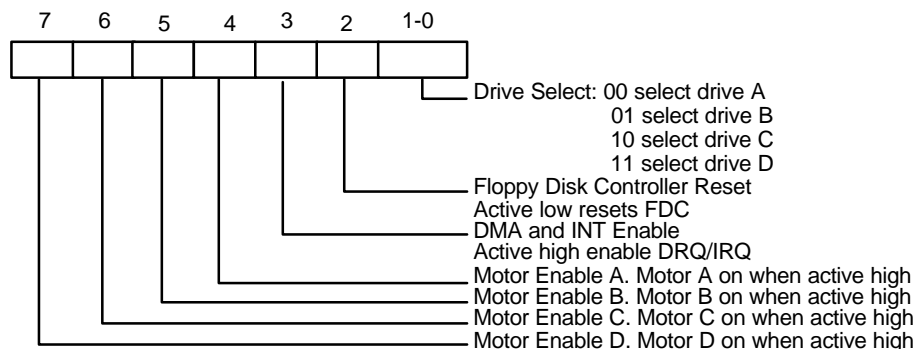 7 6 5 4 3 2 1-0
Drive Select: 00 select drive A
01 select drive B
10 select drive C
11 select drive D
Floppy Disk Controller Reset
Active low resets FDC
DMA and INT Enable
Active high enable DRQ/IRQ
Motor Enable A. Motor A on when active high
Motor Enable B. Motor B on when active high
Motor Enable C. Motor C on when active high
Motor Enable D. Motor D on when active high